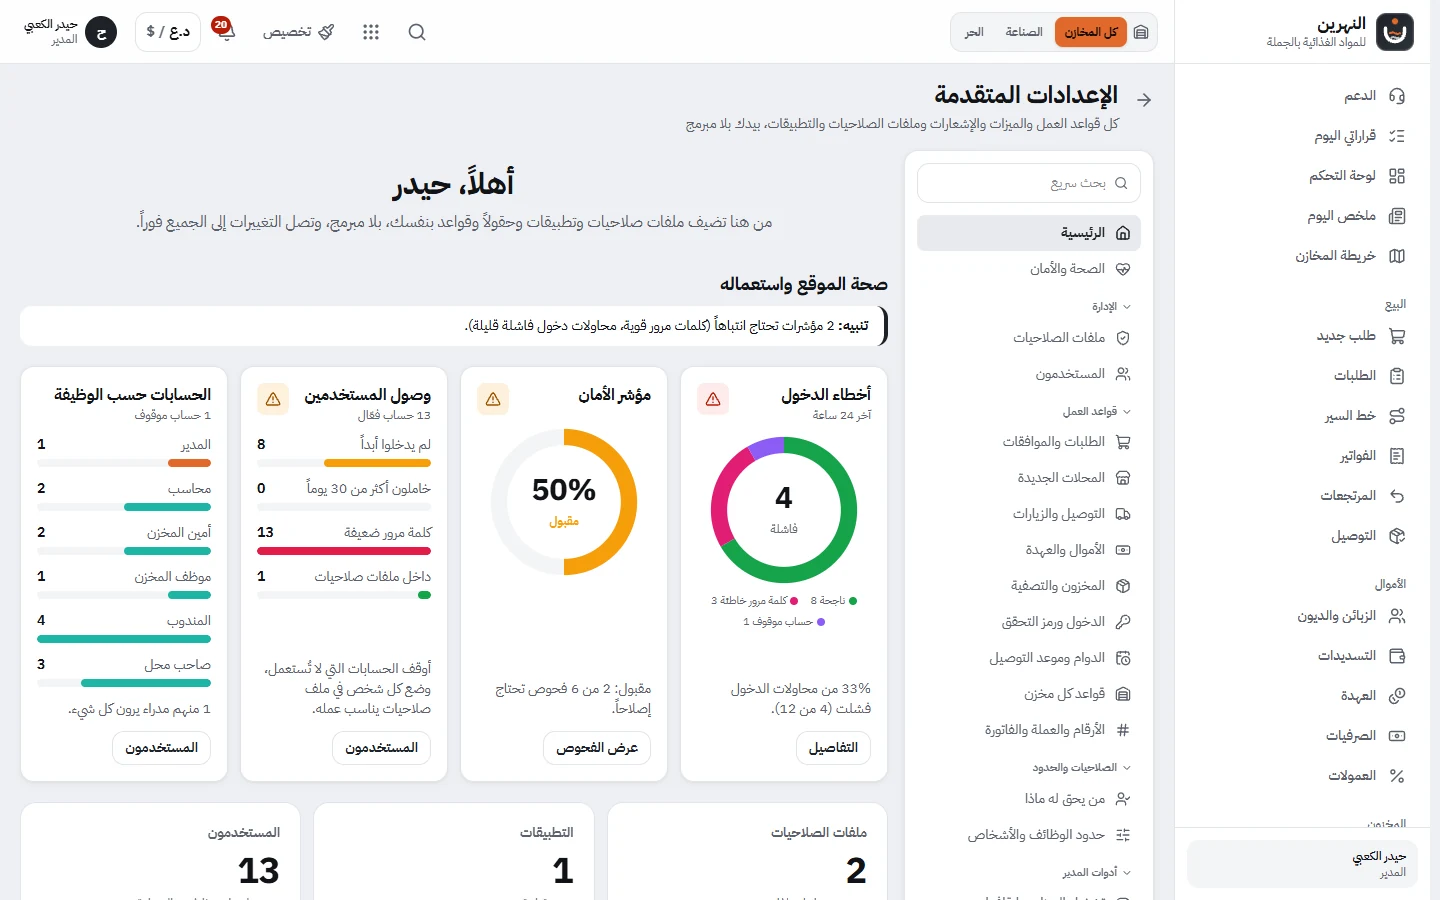 النهرين
للمواد الغذائية بالجملة
كل المخازن
الصناعة
الحر
تخصيص
20
د.ع / $
ح
حيدر الكعبي
المدير
الدعم
قراراتي اليوم
لوحة التحكم
ملخص اليوم
خريطة المخازن
البيع
طلب جديد
الطلبات
خط السير
الفواتير
المرتجعات
التوصيل
الأموال
الزبائن والديون
التسديدات
العهدة
الصرفيات
العمولات
المخزون
حيدر الكعبي
المدير
الإعدادات المتقدمة
كل قواعد العمل والميزات والإشعارات وملفات الصلاحيات والتطبيقات، بيدك بلا مبرمج
بحث سريع
الرئيسية
الصحة والأمان
الإدارة
ملفات الصلاحيات
المستخدمون
قواعد العمل
الطلبات والموافقات
المحلات الجديدة
التوصيل والزيارات
الأموال والعهدة
المخزون والتصفية
الدخول ورمز التحقق
الدوام وموعد التوصيل
قواعد كل مخزن
الأرقام والعملة والفاتورة
الصلاحيات والحدود
من يحق له ماذا
حدود الوظائف والأشخاص
أدوات المدير
أهلاً، حيدر
من هنا تضيف ملفات صلاحيات وتطبيقات وحقولاً وقواعد بنفسك، بلا مبرمج، وتصل التغييرات إلى الجميع فوراً.
صحة الموقع واستعماله
تنبيه: 2 مؤشرات تحتاج انتباهاً (كلمات مرور قوية، محاولات دخول فاشلة قليلة).
أخطاء الدخول
آخر 24 ساعة
4
فاشلة
ناجحة 8
كلمة مرور خاطئة 3
حساب موقوف 1
33% من محاولات الدخول
فشلت (4 من 12).
التفاصيل
مؤشر الأمان
50%
مقبول
مقبول: 2 من 6 فحوص تحتاج
إصلاحاً.
عرض الفحوص
وصول المستخدمين
13 حساب فعّال
لم يدخلوا أبداً 8
خاملون أكثر من 30 يوماً 0
كلمة مرور ضعيفة 13
داخل ملفات صلاحيات 1
أوقف الحسابات التي لا تُستعمل،
وضع كل شخص في ملف
صلاحيات يناسب عمله.
المستخدمون
الحسابات حسب الوظيفة
1 حساب موقوف
المدير 1
محاسب 2
أمين المخزن 2
موظف المخزن 1
المندوب 4
صاحب محل 3
1 منهم مدراء يرون كل شيء.
المستخدمون
ملفات الصلاحيات
2
التطبيقات
1
المستخدمون
13